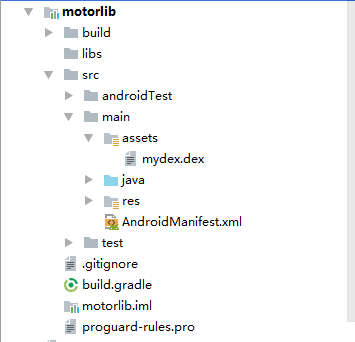 motorlib
build
libs
src
androidTest
main
assets
mydex.dex
java
res
AndroidManifest.xml
test
.gitignore
build.gradle
motorlib.iml
proguard-rules.pro